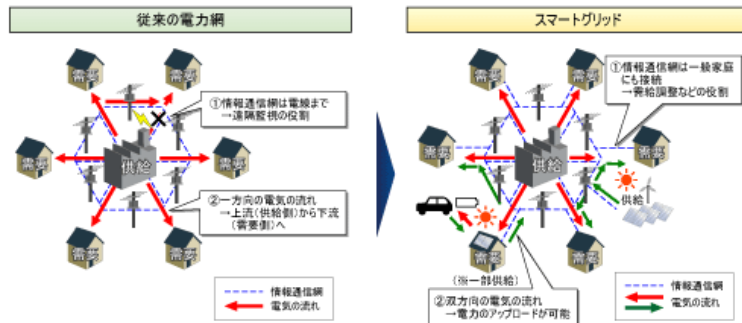 従来の電力網
需要
需要
①情報通信網は電線まで
→遠隔監視の役割
需要
供給
需要
②一方向の電気の流れ
→上流(供給側)から下流
(需要側)へ
需要
需要
情報通信網
電気の流れ
スマートグリッド
需要
需要
①情報通信網は一般家庭
にも接続
→需給調整などの役割
需要
供給
需要
供給
需要
需要
(※一部供給)
②双方向の電気の流れ
→電力のアップロードが可能
情報通信網
電気の流れ